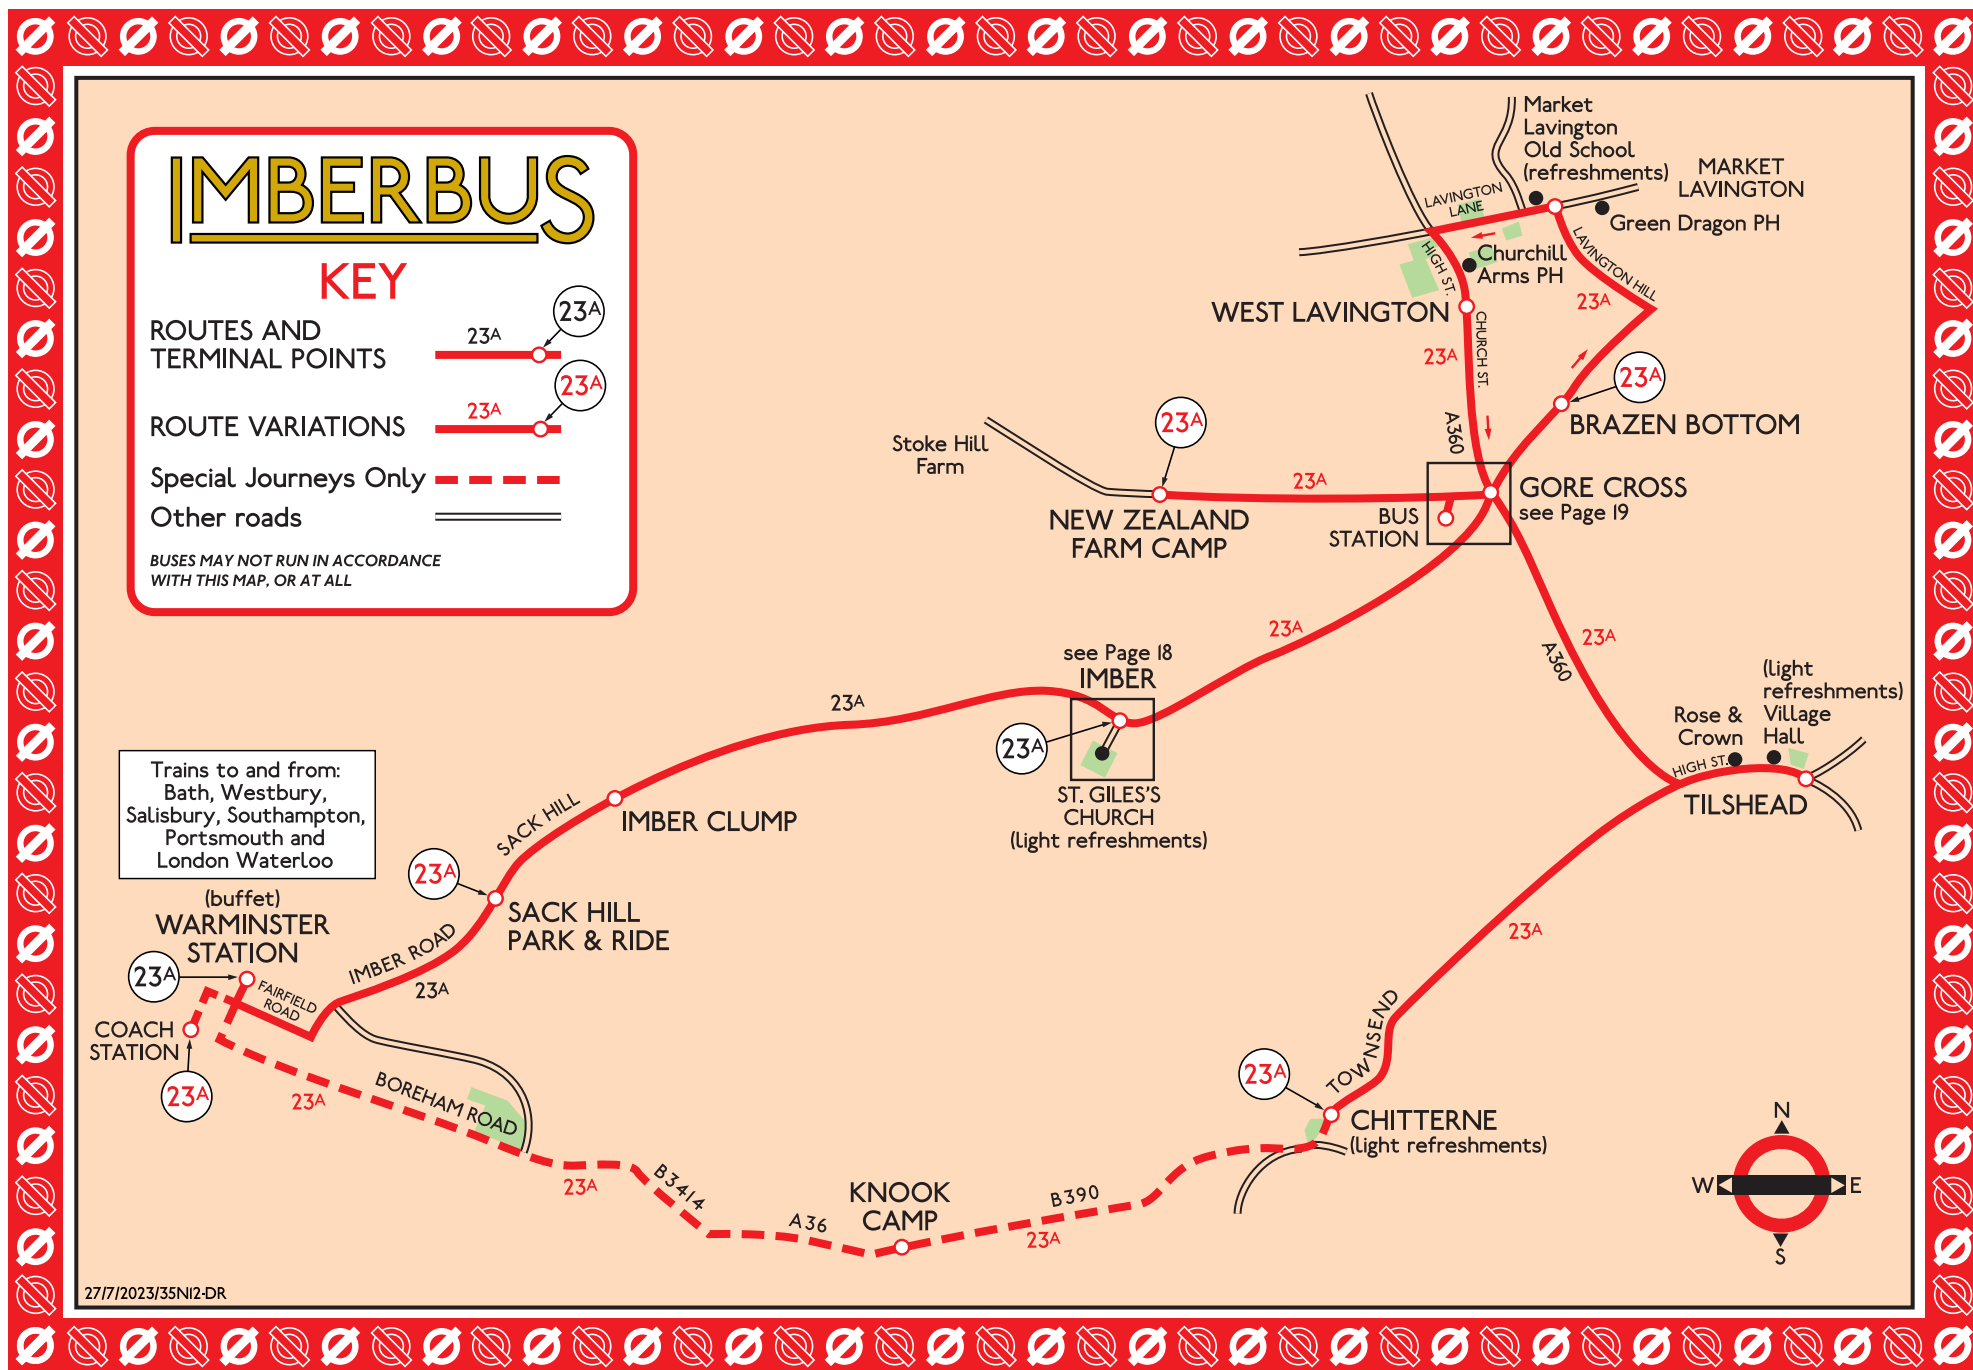 IMBERBUS
KEY
ROUTES AND
TERMINAL POINTS
23A
23A
ROUTE VARIATIONS
23A
23A
Special Journeys Only
Other roads
BUSES MAY NOT RUN IN ACCORDANCE
WITH THIS MAP, OR AT ALL
Market
Lavington
Old School
(refreshments)
MARKET
LAVINGTON
LAVINGTON
LANE
Green Dragon PH
Churchill
Arms PH
HIGH ST.
LAVINGTON HILL
23A
WEST LAVINGTON
CHURCH ST.
23A
23A
A360
BRAZEN BOTTOM
Stoke Hill
Farm
23A
23A
NEW ZEALAND
FARM CAMP
BUS
STATION
GORE CROSS
see Page 19
23A
23A
A360
see Page 18
IMBER
23A
23A
ST. GILES'S
CHURCH
(light refreshments)
(light
refreshments)
Village
Hall
Rose &
Crown
HIGH ST.
TILSHEAD
Trains to and from:
Bath, Westbury,
Salisbury, Southampton,
Portsmouth and
London Waterloo
SACK HILL
IMBER CLUMP
23A
SACK HILL
PARK & RIDE
(buffet)
WARMINSTER
STATION
23A
IMBER ROAD
23A
FAIRFIELD
ROAD
COACH
STATION
23A
23A
BOREHAM ROAD
23A
B3414
A36
KNOOK
CAMP
B390
23A
23A
TOWNSEND
23A
CHITTERNE
(light refreshments)
N
W
E
S
27/7/2023/35N12-DR